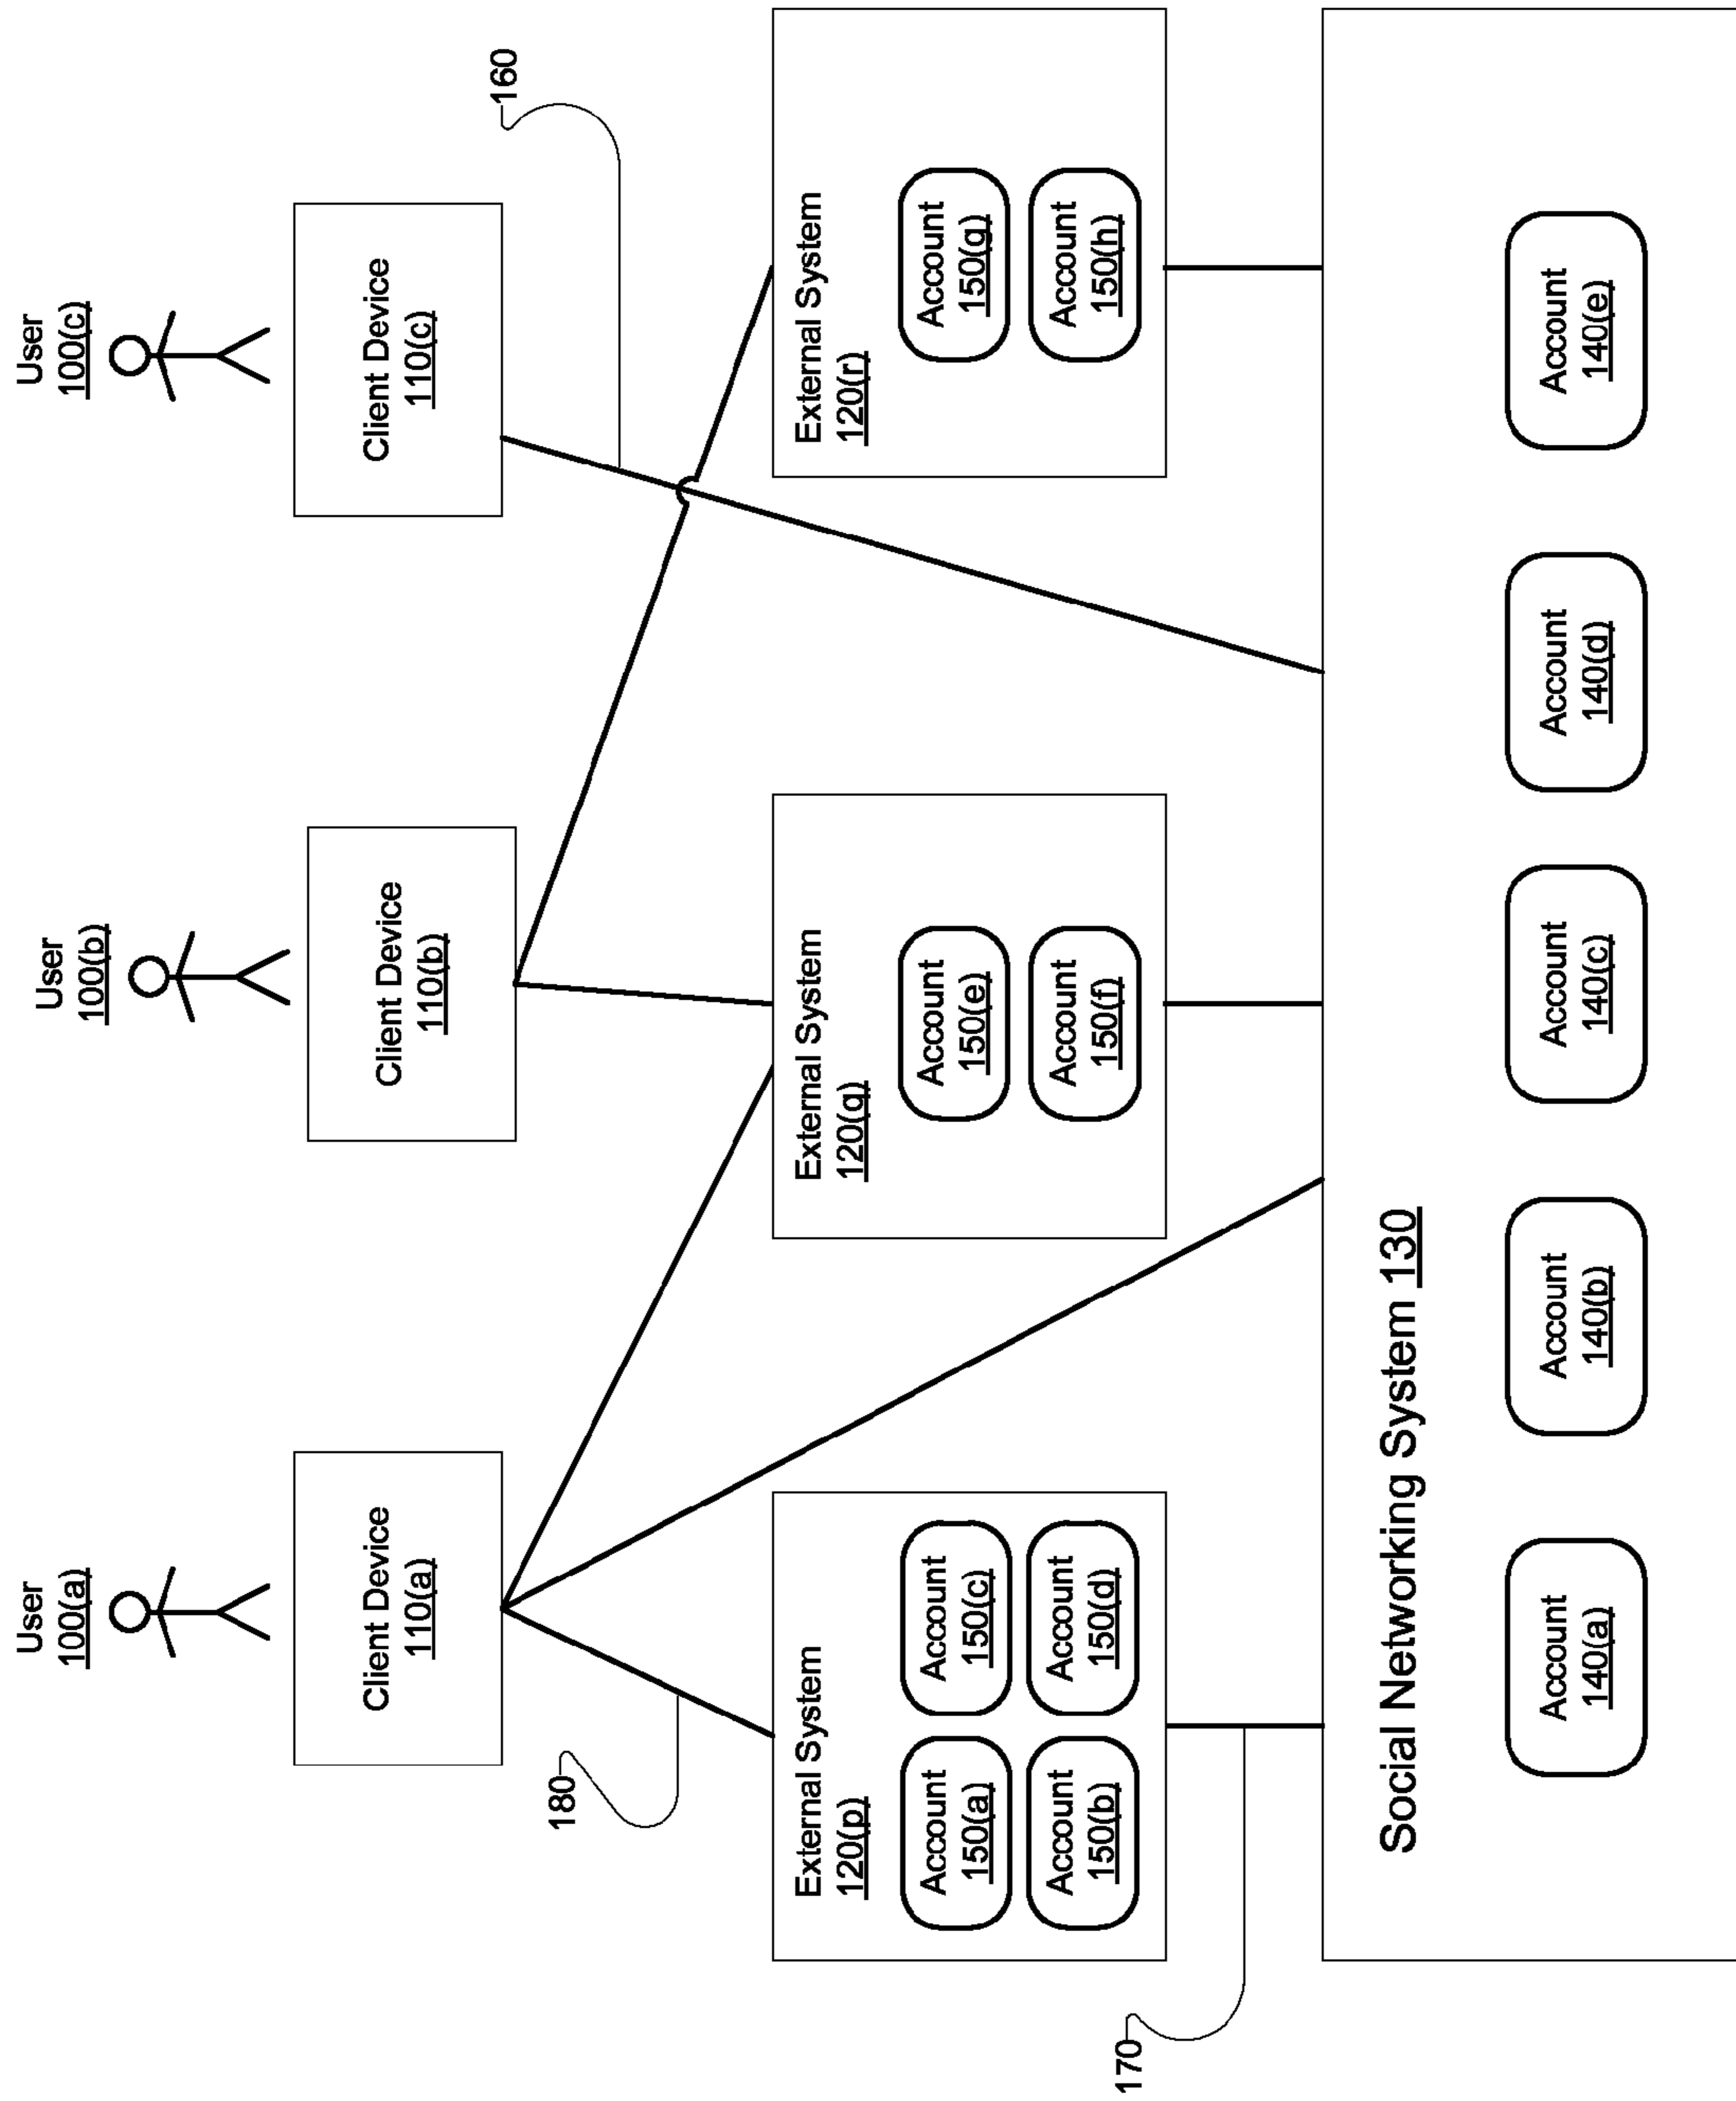 User
100(a)
User
100(b)
User
100(c)
Client Device
110(a)
Client Device
110(b)
Client Device
110(c)
180
160
External System
120(p)
Account
150(a)
Account
150(c)
Account
150(b)
Account
150(d)
External System
120(q)
Account
150(e)
Account
150(f)
External System
120(r)
Account
150(g)
Account
150(h)
170
Social Networking System 130
Account
140(a)
Account
140(b)
Account
140(c)
Account
140(d)
Account
140(e)